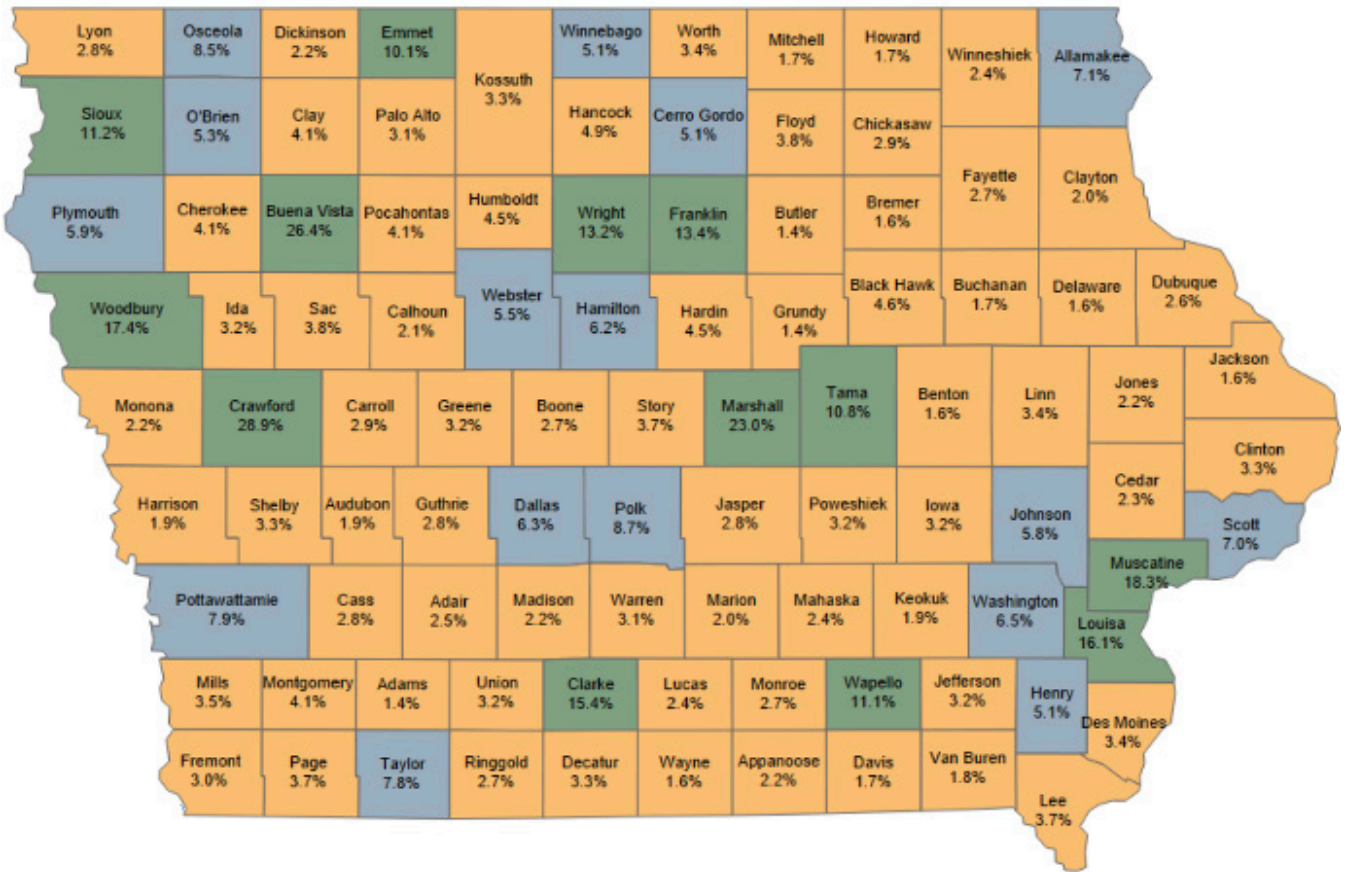 Lyon
2.8%
Osceola
8.5%
Dickinson
2.2%
Emmet
10.1%
Kossuth
3.3%
Winnebago
5.1%
Worth
3.4%
Mitchell
1.7%
Howard
1.7%
Winneshiek
2.4%
Allamakee
7.1%
Sioux
11.2%
O'Brien
5.3%
Clay
4.1%
Palo Alto
3.1%
Hancock
4.9%
Cerro Gordo
5.1%
Floyd
3.8%
Chickasaw
2.9%
Fayette
2.7%
Clayton
2.0%
Plymouth
5.9%
Cherokee
4.1%
Buena Vista
26.4%
Pocahontas
4.1%
Humboldt
4.5%
Wright
13.2%
Franklin
13.4%
Butler
1.4%
Bremer
1.6%
Woodbury
17.4%
Ida
3.2%
Sac
3.8%
Calhoun
2.1%
Webster
5.5%
Hamilton
6.2%
Hardin
4.5%
Grundy
1.4%
Black Hawk
4.6%
Buchanan
1.7%
Delaware
1.6%
Dubuque
2.6%
Jackson
1.6%
Monona
2.2%
Crawford
28.9%
Carroll
2.9%
Greene
3.2%
Boone
2.7%
Story
3.7%
Marshall
23.0%
Tama
10.8%
Benton
1.6%
Linn
3.4%
Jones
2.2%
Clinton
3.3%
Harrison
1.9%
Shelby
3.3%
Audubon
1.9%
Guthrie
2.8%
Dallas
6.3%
Polk
8.7%
Jasper
2.8%
Poweshiek
3.2%
Iowa
3.2%
Johnson
5.8%
Cedar
2.3%
Scott
7.0%
Muscatine
18.3%
Pottawattamie
7.9%
Cass
2.8%
Adair
2.5%
Madison
2.2%
Warren
3.1%
Marion
2.0%
Mahaska
2.4%
Keokuk
1.9%
Washington
6.5%
Louisa
16.1%
Mills
3.5%
Montgomery
4.1%
Adams
1.4%
Union
3.2%
Clarke
15.4%
Lucas
2.4%
Monroe
2.7%
Wapello
11.1%
Jefferson
3.2%
Henry
5.1%
Des Moines
3.4%
Fremont
3.0%
Page
3.7%
Taylor
7.8%
Ringgold
2.7%
Decatur
3.3%
Wayne
1.6%
Appanoose
2.2%
Davis
1.7%
Van Buren
1.8%
Lee
3.7%